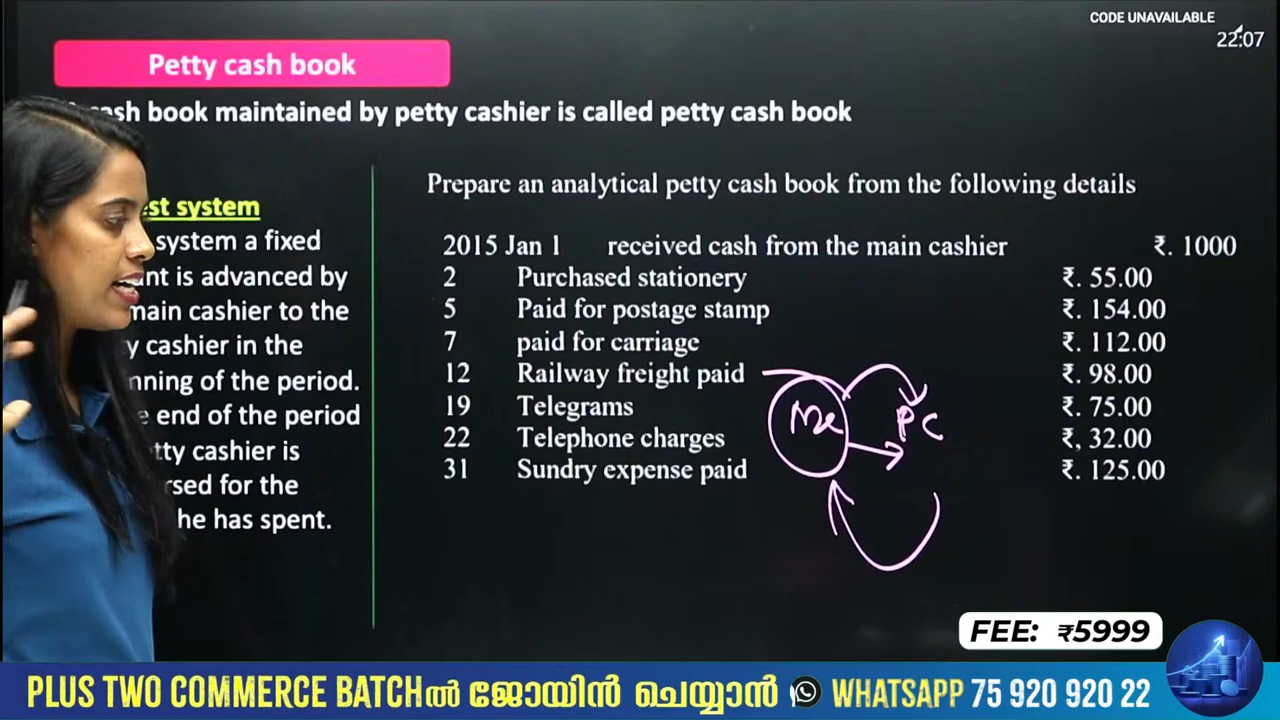 CODE UNAVAILABLE
22:07
Petty cash book
cash book maintained by petty cashier is called petty cash book
est system
system a fixed
nt is advanced by
main cashier to the
y cashier in the
nning of the period.
e end of the period
tty cashier is
rsed for the
he has spent.
Prepare an analytical petty cash book from the following details
2015 Jan 1 received cash from the main cashier ₹. 1000
2 Purchased stationery ₹. 55.00
5 Paid for postage stamp ₹. 154.00
7 paid for carriage ₹. 112.00
12 Railway freight paid ₹. 98.00
19 Telegrams ₹. 75.00
22 Telephone charges ₹, 32.00
31 Sundry expense paid ₹. 125.00
PC
FEE: ₹5999
PLUS TWO COMMERCE BATCHൽ ജോയിൻ ചെയ്യാൻ WHATSAPP 75 920 920 22